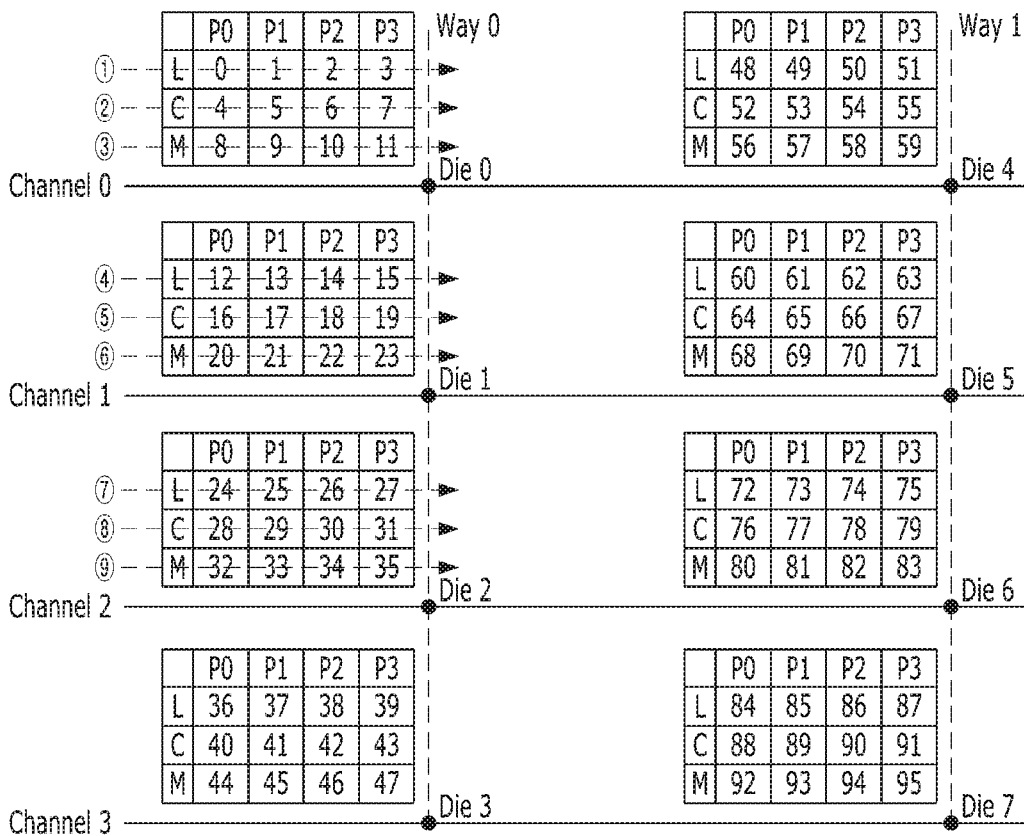 P0 P1 P2 P3 Way 0 P0 P1 P2 P3 Way 1
① L 0 1 2 3 L 48 49 50 51
② C 4 5 6 7 C 52 53 54 55
③ M 8 9 10 11 M 56 57 58 59
Channel 0 Die 0 Die 4
P0 P1 P2 P3 P0 P1 P2 P3
④ L 12 13 14 15 L 60 61 62 63
⑤ C 16 17 18 19 C 64 65 66 67
⑥ M 20 21 22 23 M 68 69 70 71
Channel 1 Die 1 Die 5
P0 P1 P2 P3 P0 P1 P2 P3
⑦ L 24 25 26 27 L 72 73 74 75
⑧ C 28 29 30 31 C 76 77 78 79
⑨ M 32 33 34 35 M 80 81 82 83
Channel 2 Die 2 Die 6
P0 P1 P2 P3 P0 P1 P2 P3
L 36 37 38 39 L 84 85 86 87
C 40 41 42 43 C 88 89 90 91
M 44 45 46 47 M 92 93 94 95
Channel 3 Die 3 Die 7